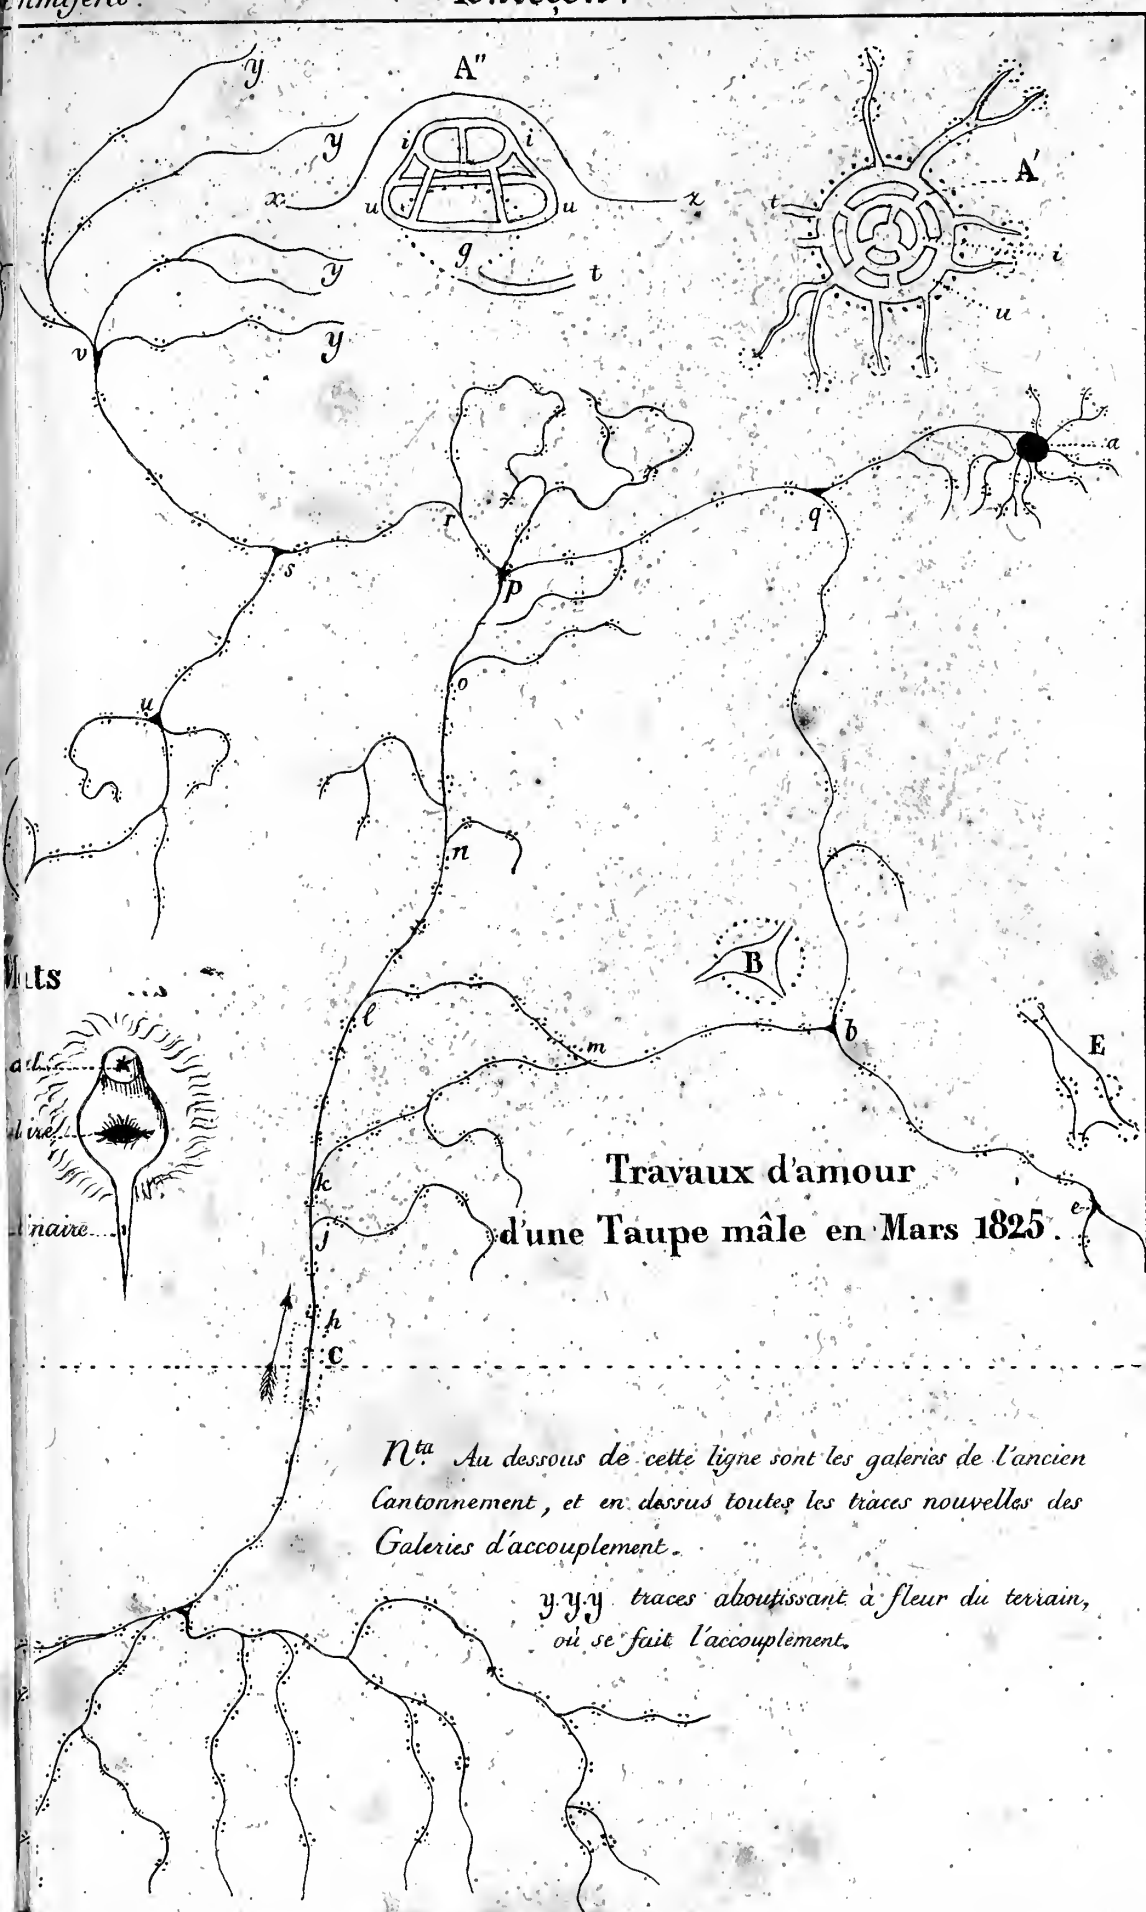 A"
y
y
i
i
A'
x
u
u
x
t
g
t
i
y
u
v
y
a
r
q
s
p
o
u
n
B
l
b
m
E
k
Travaux d'amour
e
j
d'une Taupe mâle en Mars 1825.
h
C
Nta. Au dessous de cette ligne sont les galeries de l'ancien
Cantonnement, et en dessus toutes les traces nouvelles des
Galeries d'accouplement.
y.y.y traces aboutissant à fleur du terrain,
où se fait l'accouplement.